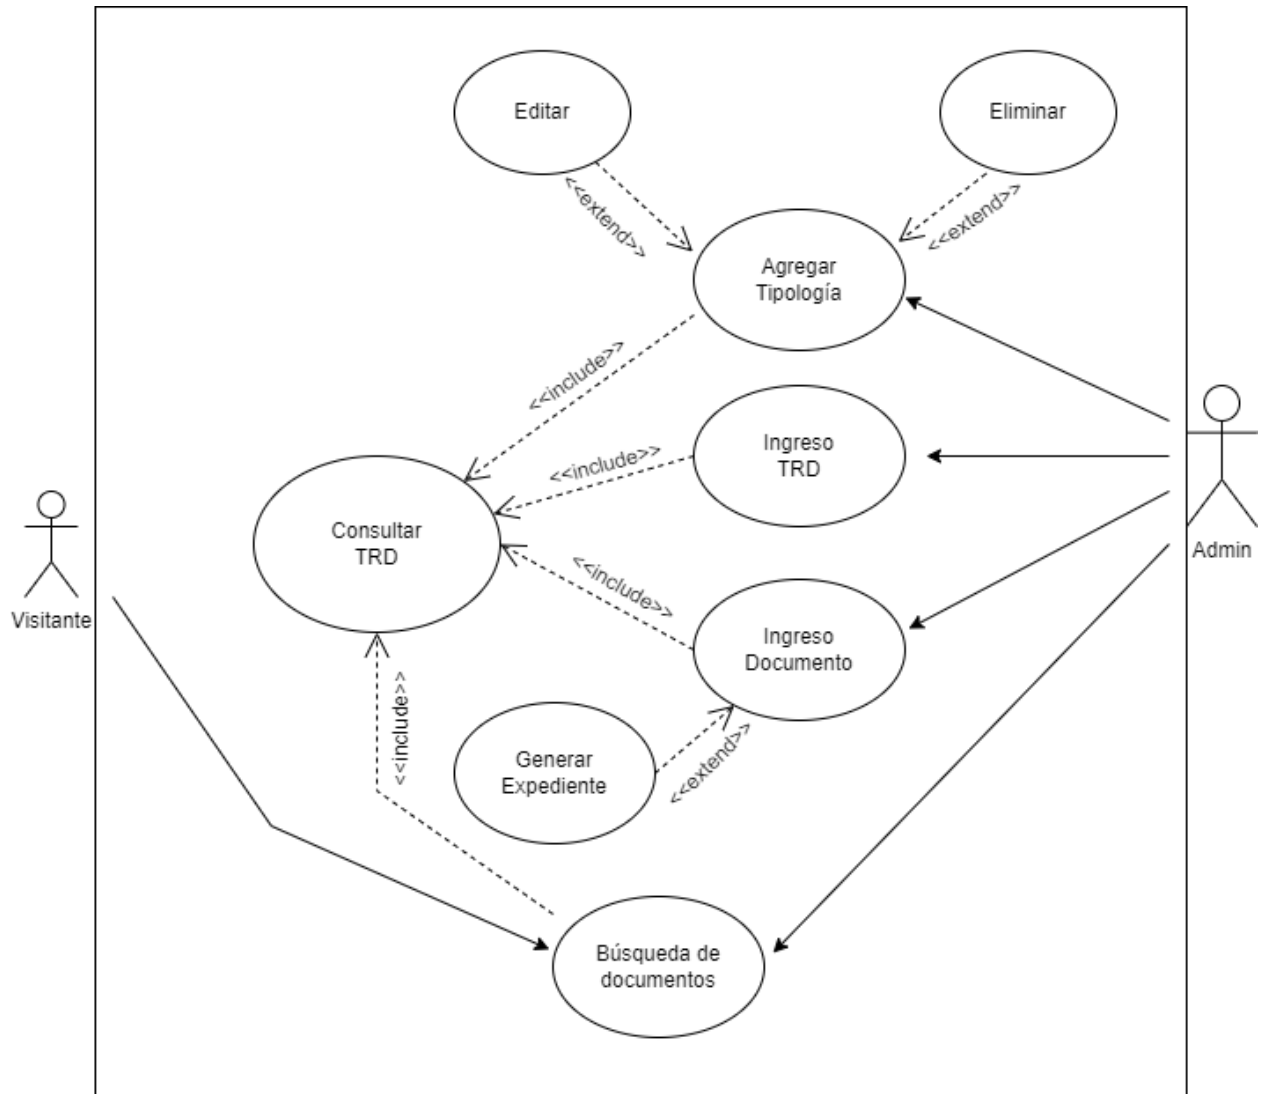 Editar
Eliminar
<<extend>>
<<extend>>
Agregar
Tipología
<<include>>
Ingreso
TRD
<<include>>
Consultar
TRD
Visitante
Admin
<<include>>
Ingreso
Documento
<<include>>
Generar
Expediente
<<extend>>
Búsqueda de
documentos